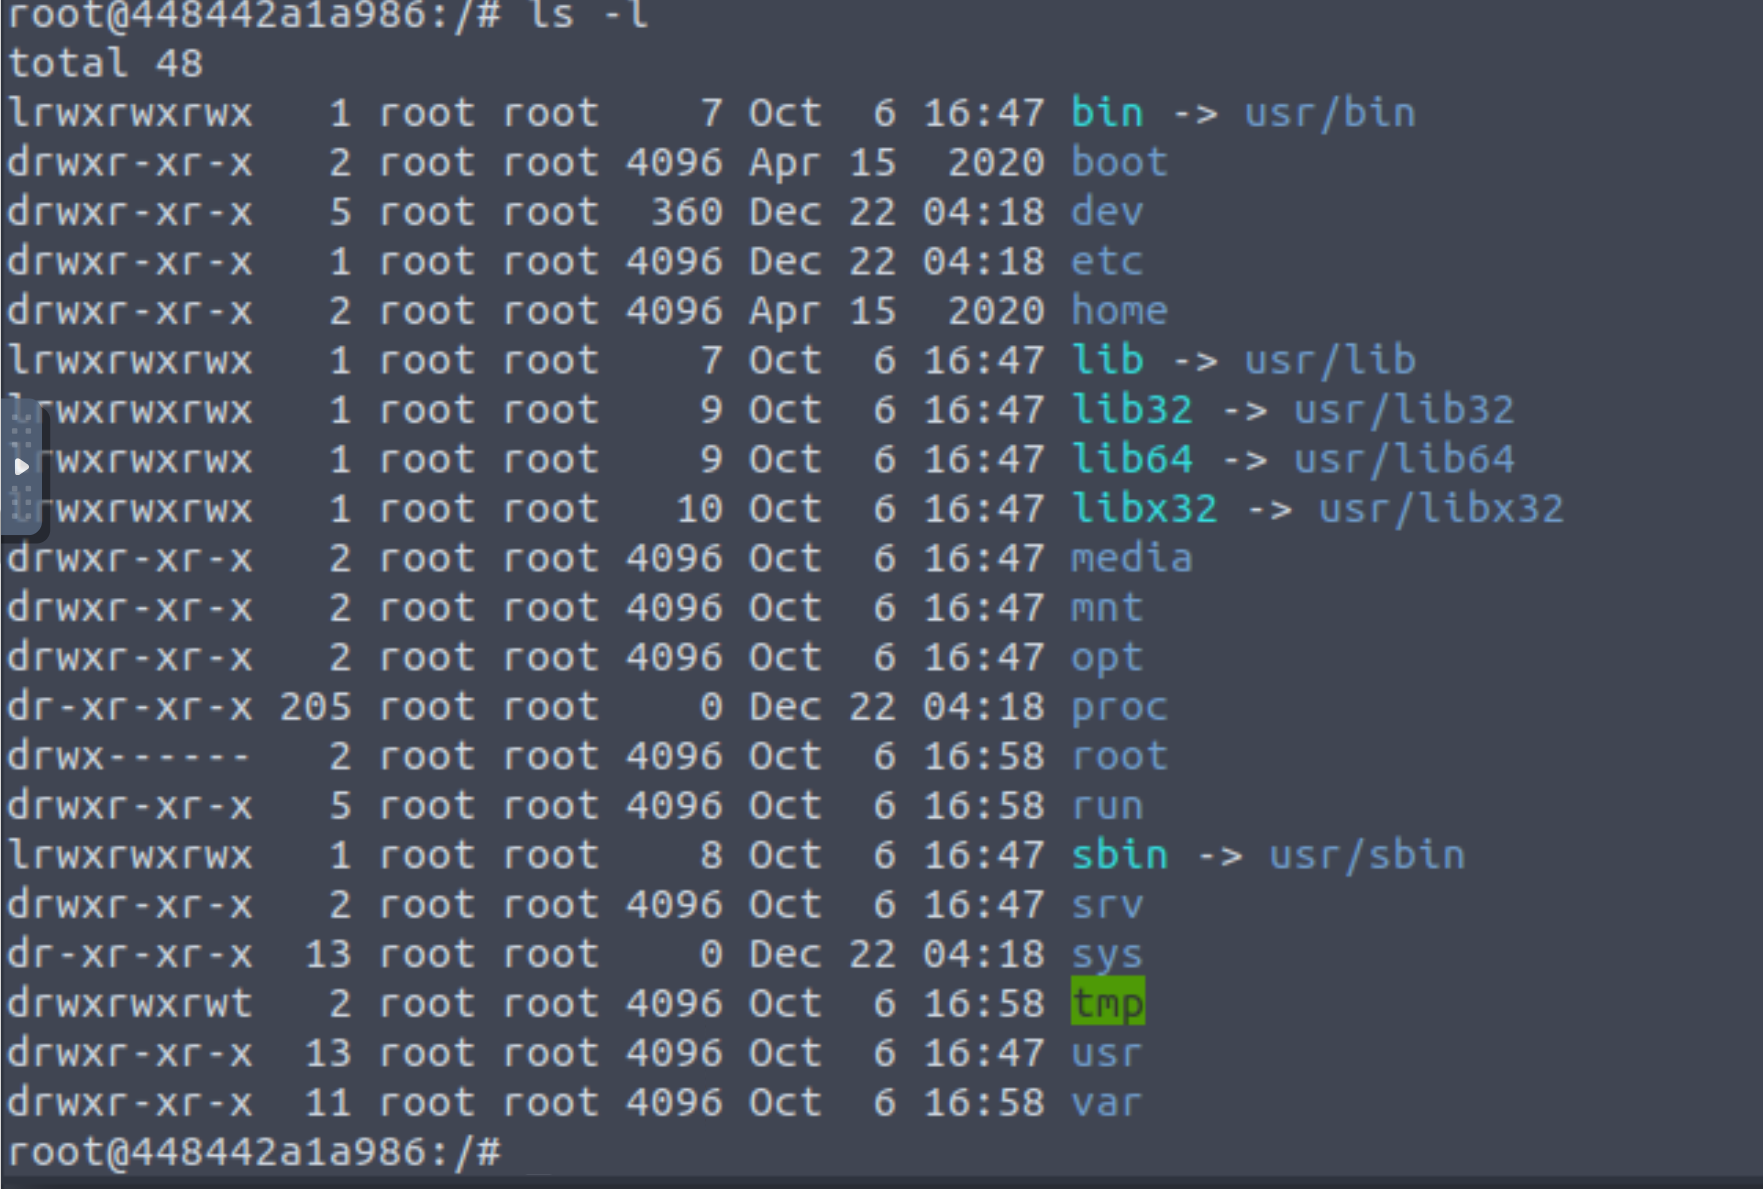 root@448442a1a986:/# ls -l
total 48
lrwxrwxrwx   1 root root    7 Oct  6 16:47 bin -> usr/bin
drwxr-xr-x   2 root root 4096 Apr 15  2020 boot
drwxr-xr-x   5 root root  360 Dec 22 04:18 dev
drwxr-xr-x   1 root root 4096 Dec 22 04:18 etc
drwxr-xr-x   2 root root 4096 Apr 15  2020 home
lrwxrwxrwx   1 root root    7 Oct  6 16:47 lib -> usr/lib
lrwxrwxrwx   1 root root    9 Oct  6 16:47 lib32 -> usr/lib32
lrwxrwxrwx   1 root root    9 Oct  6 16:47 lib64 -> usr/lib64
lrwxrwxrwx   1 root root   10 Oct  6 16:47 libx32 -> usr/libx32
drwxr-xr-x   2 root root 4096 Oct  6 16:47 media
drwxr-xr-x   2 root root 4096 Oct  6 16:47 mnt
drwxr-xr-x   2 root root 4096 Oct  6 16:47 opt
dr-xr-xr-x 205 root root    0 Dec 22 04:18 proc
drwx------   2 root root 4096 Oct  6 16:58 root
drwxr-xr-x   5 root root 4096 Oct  6 16:58 run
lrwxrwxrwx   1 root root    8 Oct  6 16:47 sbin -> usr/sbin
drwxr-xr-x   2 root root 4096 Oct  6 16:47 srv
dr-xr-xr-x  13 root root    0 Dec 22 04:18 sys
drwxrwxrwt   2 root root 4096 Oct  6 16:58 tmp
drwxr-xr-x  13 root root 4096 Oct  6 16:47 usr
drwxr-xr-x  11 root root 4096 Oct  6 16:58 var
root@448442a1a986:/#